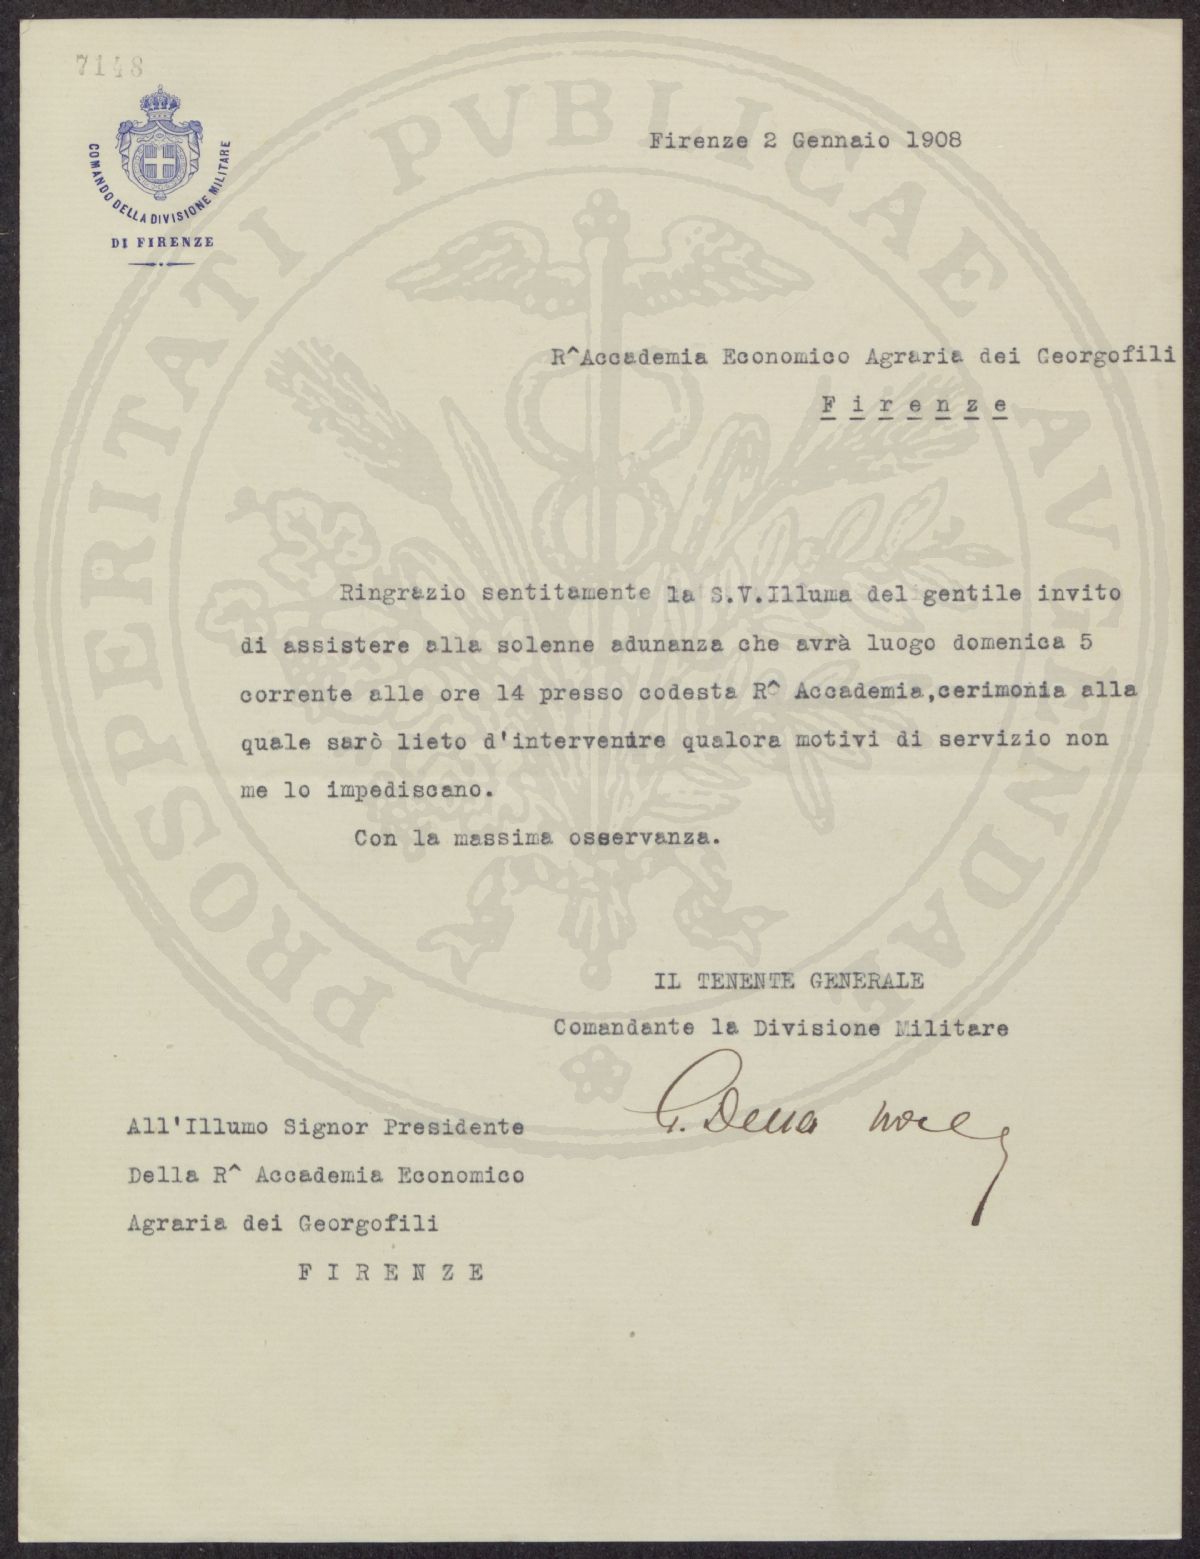 7148
COMANDO DELLA DIVISIONE MILITARE
DI FIRENZE
Firenze 2 Gennaio 1908
R^Accademia Economico Agraria dei Georgofili
Firenze
Ringrazio sentitamente la S.V.Illuma del gentile invito
di assistere alla solenne adunanza che avrà luogo domenica 5
corrente alle ore 14 presso codesta R^ Accademia,cerimonia alla
quale sarò lieto d'intervenire qualora motivi di servizio non
me lo impediscano.
Con la massima osservanza.
IL TENENTE GENERALE
Comandante la Divisione Militare
G. Della Noce
All'Illumo Signor Presidente
Della R^ Accademia Economico
Agraria dei Georgofili
FIRENZE
PROSPERITATI PVBLICAE AVGENDAE